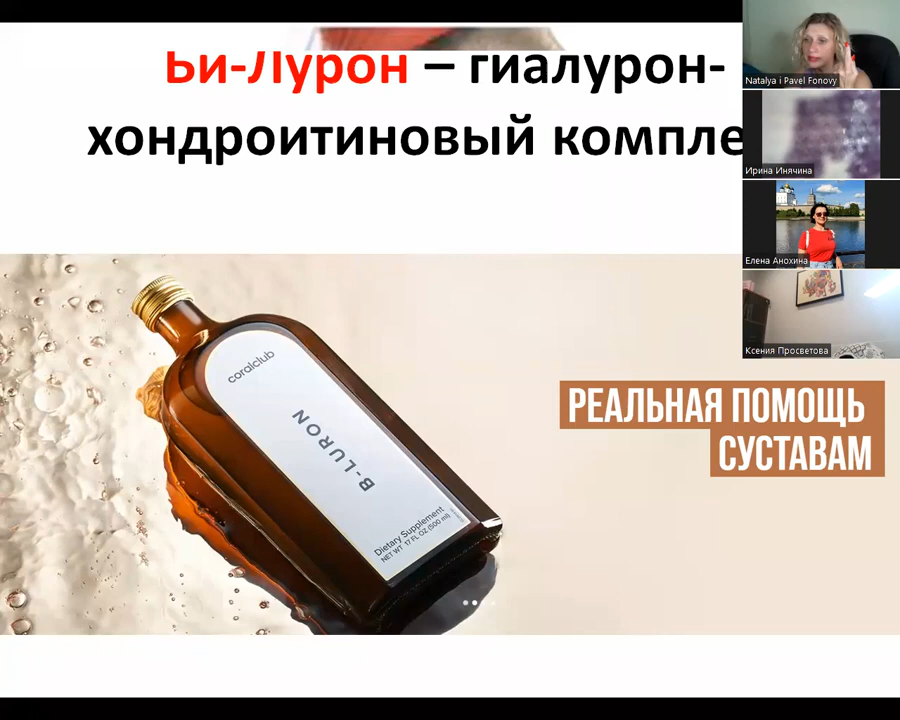 Би-Лурон – гиалурон-
хондроитиновый комплe
Natalya i Pavel Fonovy
Ирина Инячина
Елена Анохина
Ксения Просветова
coralclub
B-LURON
Dietary Supplement
NET WT 17 FL OZ (500 ml)
РЕАЛЬНАЯ ПОМОЩЬ
СУСТАВАМ